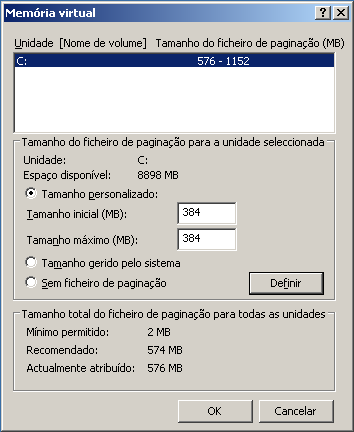 Memória virtual
Unidade [Nome de volume] Tamanho do ficheiro de paginação (MB)
C: 576 - 1152
Tamanho do ficheiro de paginação para a unidade seleccionada
Unidade: C:
Espaço disponível: 8898 MB
Tamanho personalizado:
Tamanho inicial (MB): 384
Tamanho máximo (MB): 384
Tamanho gerido pelo sistema
Sem ficheiro de paginação
Definir
Tamanho total do ficheiro de paginação para todas as unidades
Mínimo permitido: 2 MB
Recomendado: 574 MB
Actualmente atribuído: 576 MB
OK Cancelar